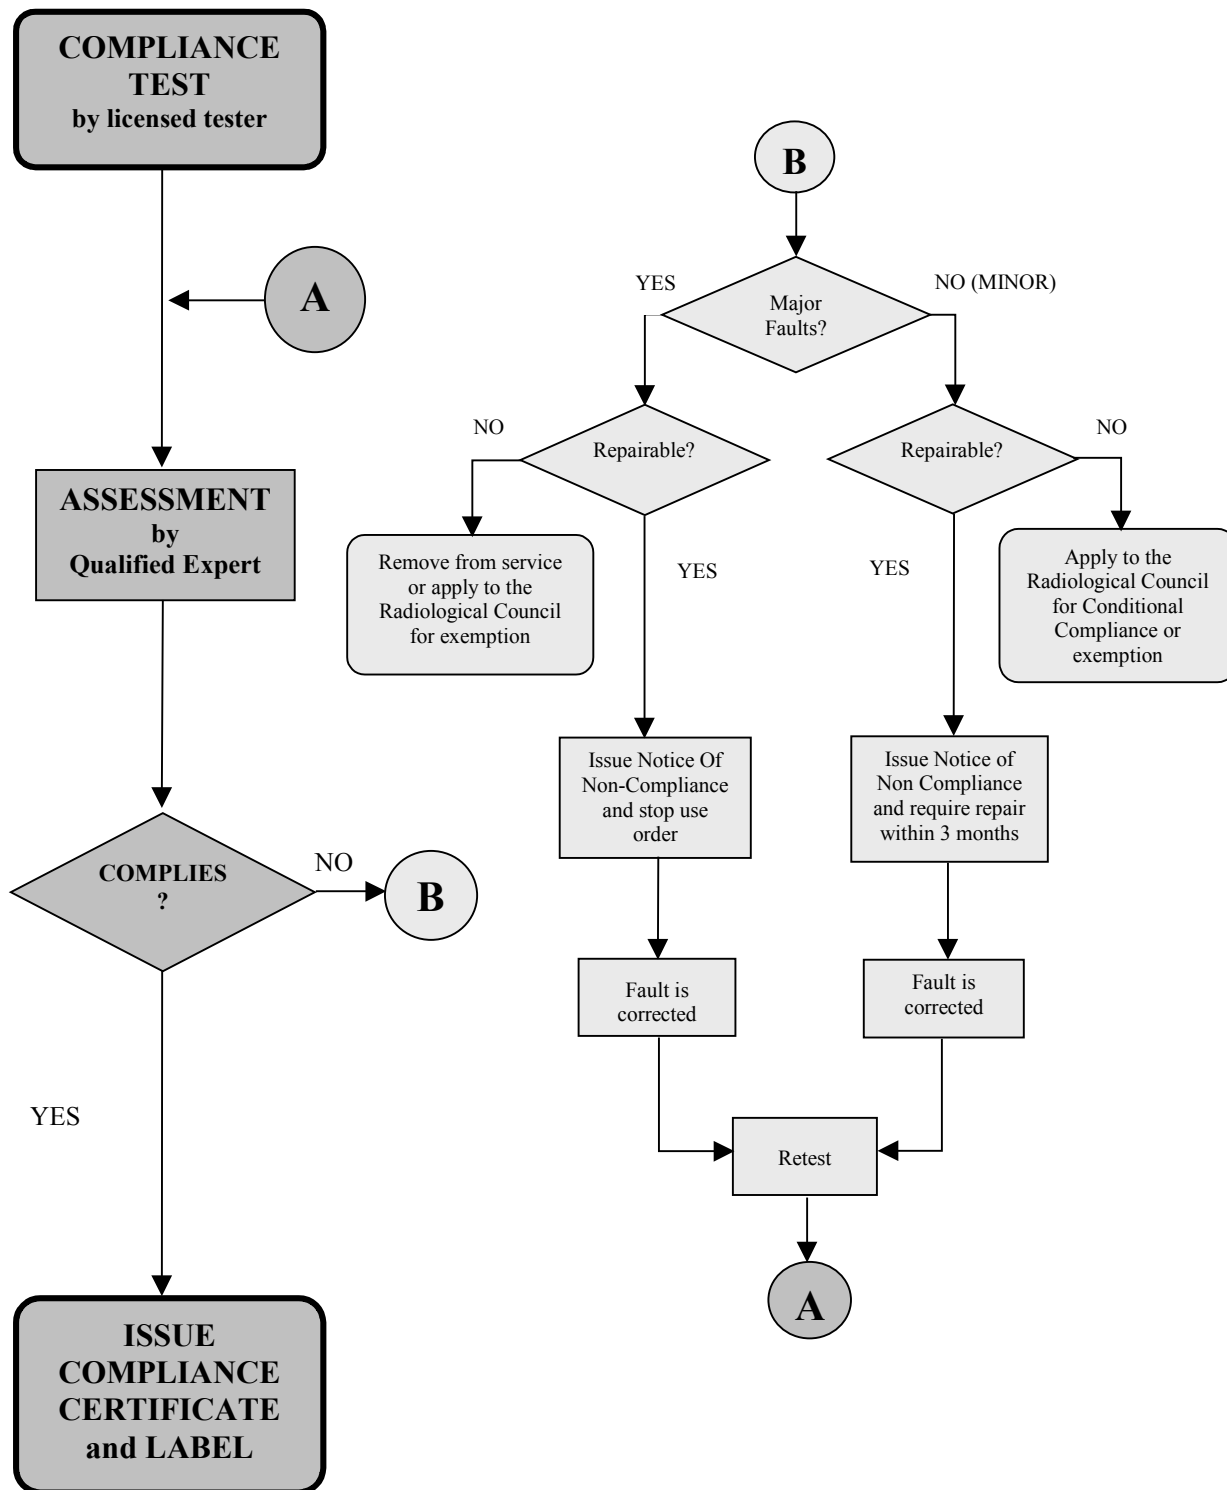 COMPLIANCE
TEST
by licensed tester
A
ASSESSMENT
by
Qualified Expert
COMPLIES
?
NO
B
YES
ISSUE
COMPLIANCE
CERTIFICATE
and LABEL
B
Major
Faults?
YES
NO (MINOR)
Repairable?
NO
YES
Remove from service
or apply to the
Radiological Council
for exemption
Issue Notice Of
Non-Compliance
and stop use
order
Fault is
corrected
Repairable?
NO
YES
Apply to the
Radiological Council
for Conditional
Compliance or
exemption
Issue Notice of
Non Compliance
and require repair
within 3 months
Fault is
corrected
Retest
A